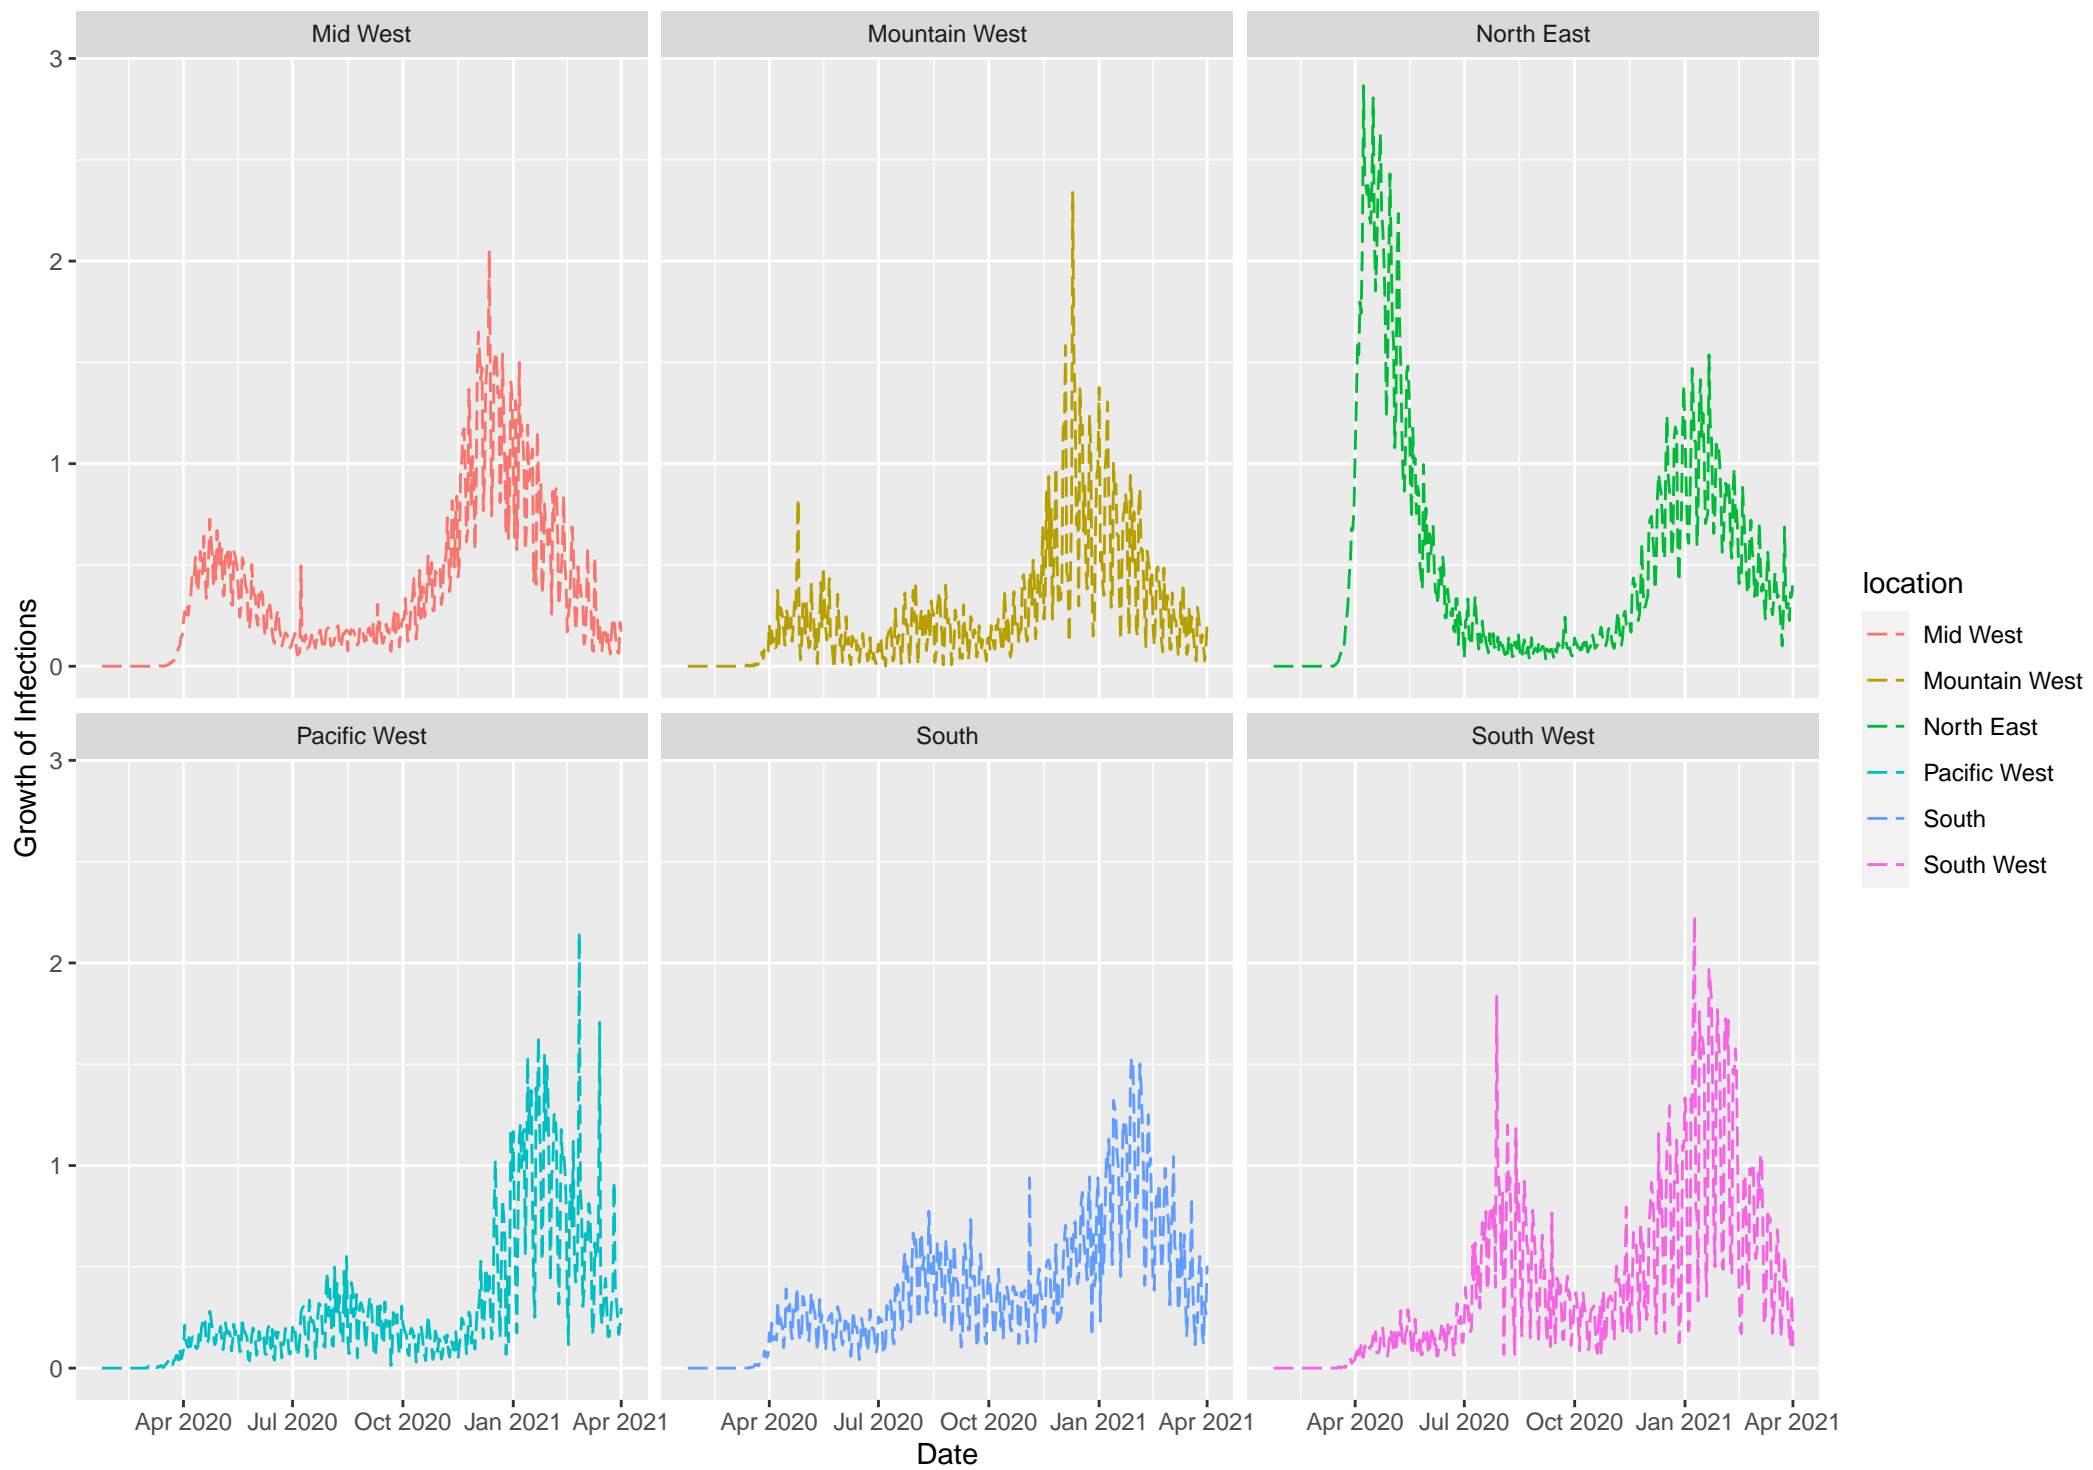 Mid West
Mountain West
North East
3
2
1
0
Pacific West
South
South West
3
2
1
0
Growth of Infections
Apr 2020 Jul 2020 Oct 2020 Jan 2021 Apr 2021
Apr 2020 Jul 2020 Oct 2020 Jan 2021 Apr 2021
Apr 2020 Jul 2020 Oct 2020 Jan 2021 Apr 2021
Date
location
Mid West
Mountain West
North East
Pacific West
South
South West